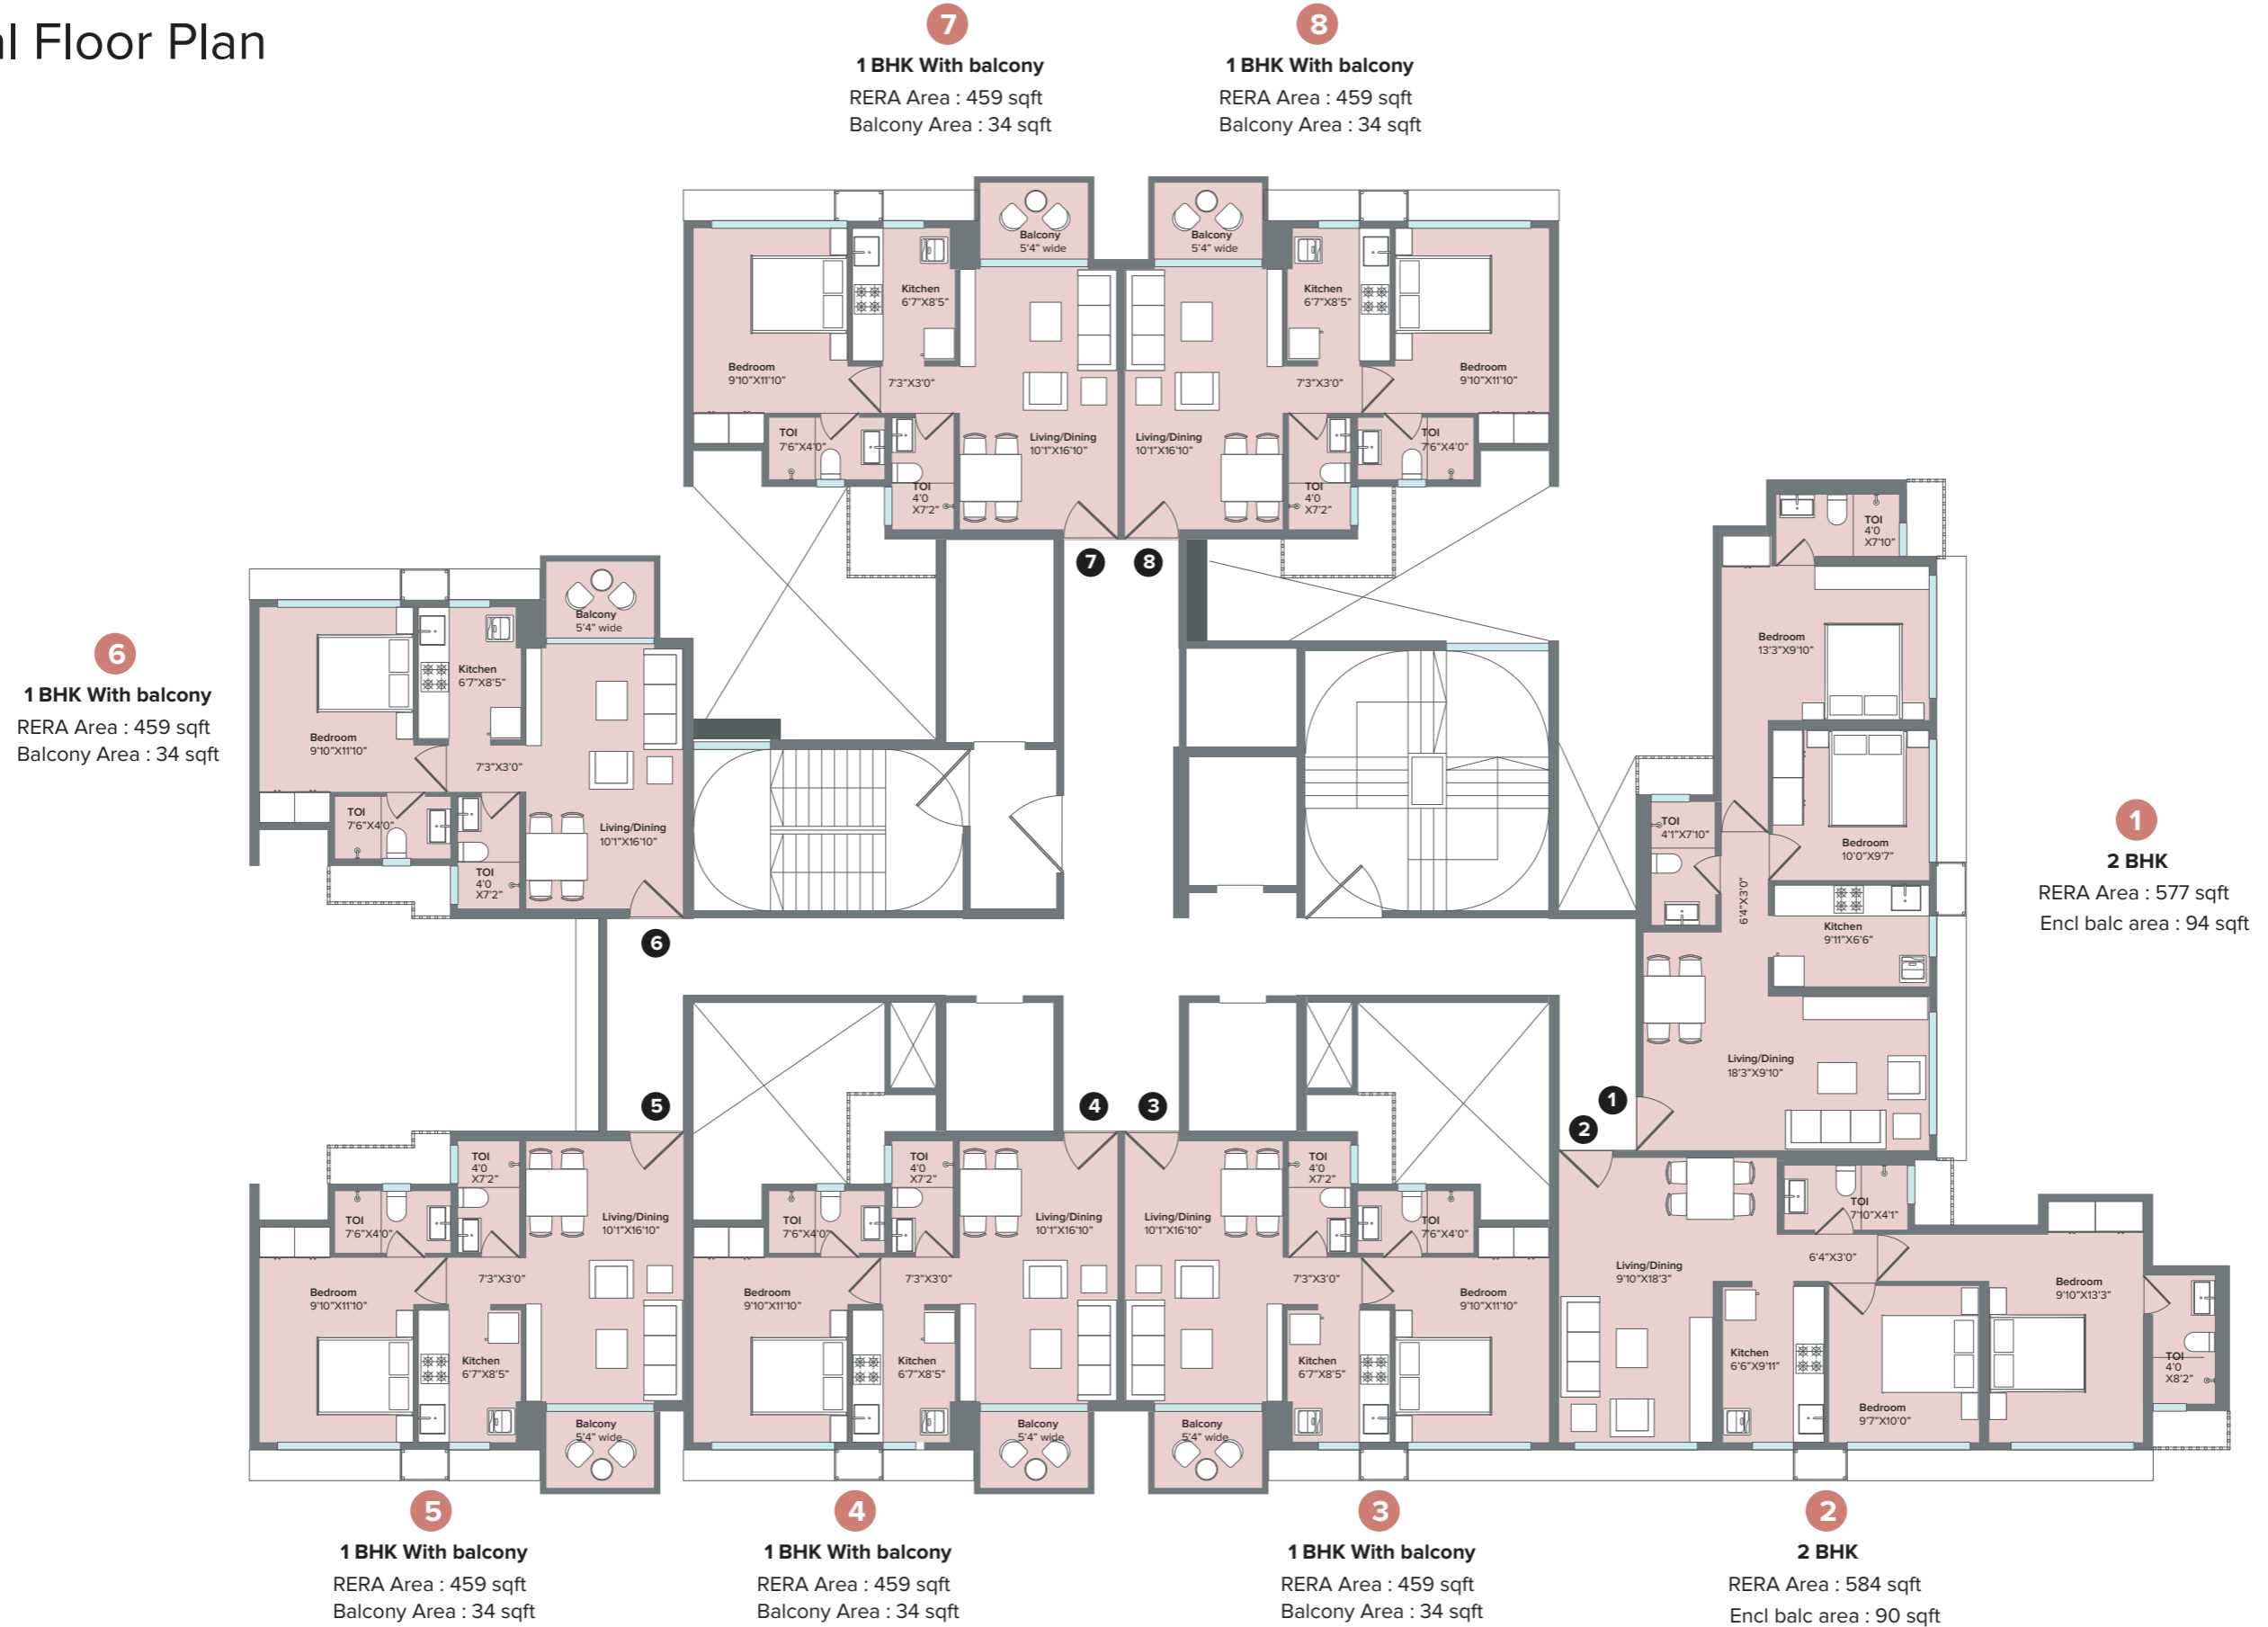 al Floor Plan
7
1 BHK With balcony
RERA Area : 459 sqft
Balcony Area : 34 sqft
8
1 BHK With balcony
RERA Area : 459 sqft
Balcony Area : 34 sqft
Balcony
5'4" wide
Kitchen
6'7"X8'5"
Bedroom
9'10"X11'10"
7'3"X3'0"
TOI
7'6"X4'0"
TOI
4'0
X7'2"
Living/Dining
10'1"X16'10"
7
Balcony
5'4" wide
Kitchen
6'7"X8'5"
Bedroom
9'10"X11'10"
7'3"X3'0"
Living/Dining
10'1"X16'10"
TOI
4'0
X7'2"
TOI
7'6"X4'0"
8
6
1 BHK With balcony
RERA Area : 459 sqft
Balcony Area : 34 sqft
Balcony
5'4" wide
Kitchen
6'7"X8'5"
Bedroom
9'10"X11'10"
7'3"X3'0"
TOI
7'6"X4'0"
TOI
4'0
X7'2"
Living/Dining
10'1"X16'10"
6
TOI
4'0
X7'10"
Bedroom
13'3"X9'10"
TOI
4'1"X7'10"
Bedroom
10'0"X9'7"
6'4"X3'0"
Kitchen
9'11"X6'6"
Living/Dining
18'3"X9'10"
1
1
2 BHK
RERA Area : 577 sqft
Encl balc area : 94 sqft
5
TOI
4'0
X7'2"
TOI
7'6"X4'0"
Living/Dining
10'1"X16'10"
7'3"X3'0"
Bedroom
9'10"X11'10"
Kitchen
6'7"X8'5"
Balcony
5'4" wide
5
1 BHK With balcony
RERA Area : 459 sqft
Balcony Area : 34 sqft
4
TOI
4'0
X7'2"
TOI
7'6"X4'0"
Living/Dining
10'1"X16'10"
7'3"X3'0"
Bedroom
9'10"X11'10"
Kitchen
6'7"X8'5"
Balcony
5'4" wide
4
1 BHK With balcony
RERA Area : 459 sqft
Balcony Area : 34 sqft
3
TOI
4'0
X7'2"
Living/Dining
10'1"X16'10"
TOI
7'6"X4'0"
7'3"X3'0"
Bedroom
9'10"X11'10"
Kitchen
6'7"X8'5"
Balcony
5'4" wide
3
1 BHK With balcony
RERA Area : 459 sqft
Balcony Area : 34 sqft
2
TOI
7'10"X4'1"
6'4"X3'0"
Living/Dining
9'10"X18'3"
Bedroom
9'10"X13'3"
Kitchen
6'6"X9'11"
TOI
4'0
X8'2"
Bedroom
9'7"X10'0"
2
2 BHK
RERA Area : 584 sqft
Encl balc area : 90 sqft